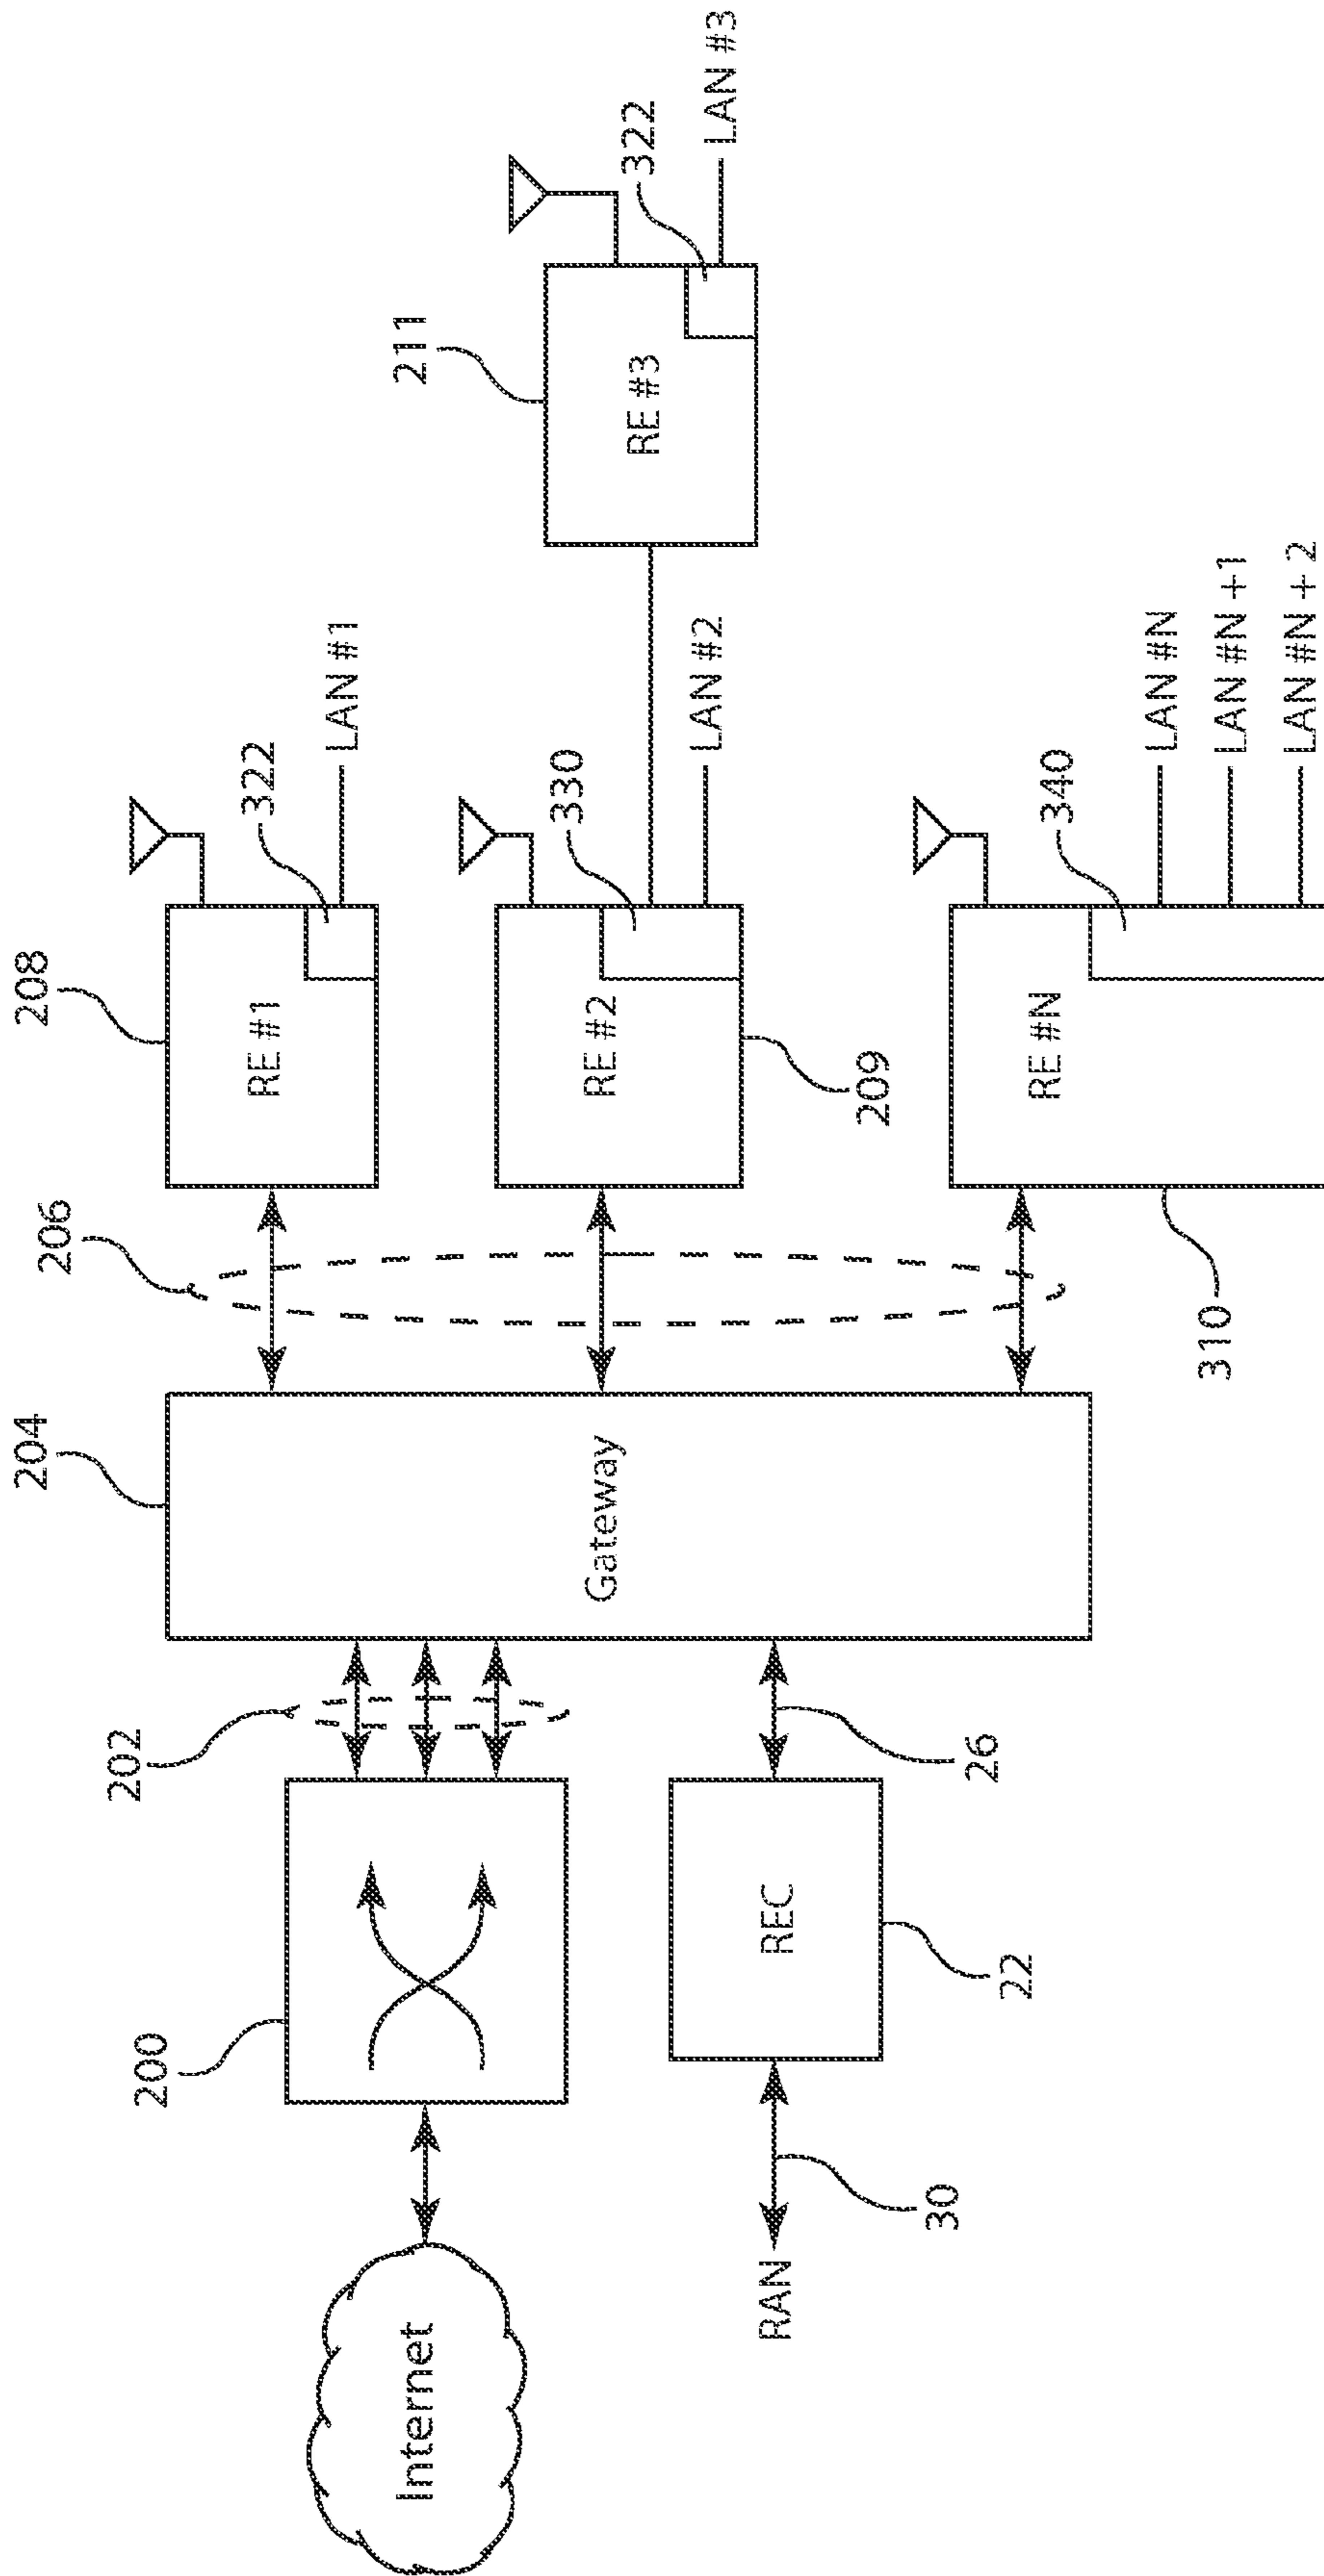 Internet
200
202
204
Gateway
206
208
RE #1
322
LAN #1
RE #2
209
330
LAN #2
211
RE #3
322
LAN #3
RAN
30
REC
22
26
310
RE #N
340
LAN #N
LAN #N +1
LAN #N + 2